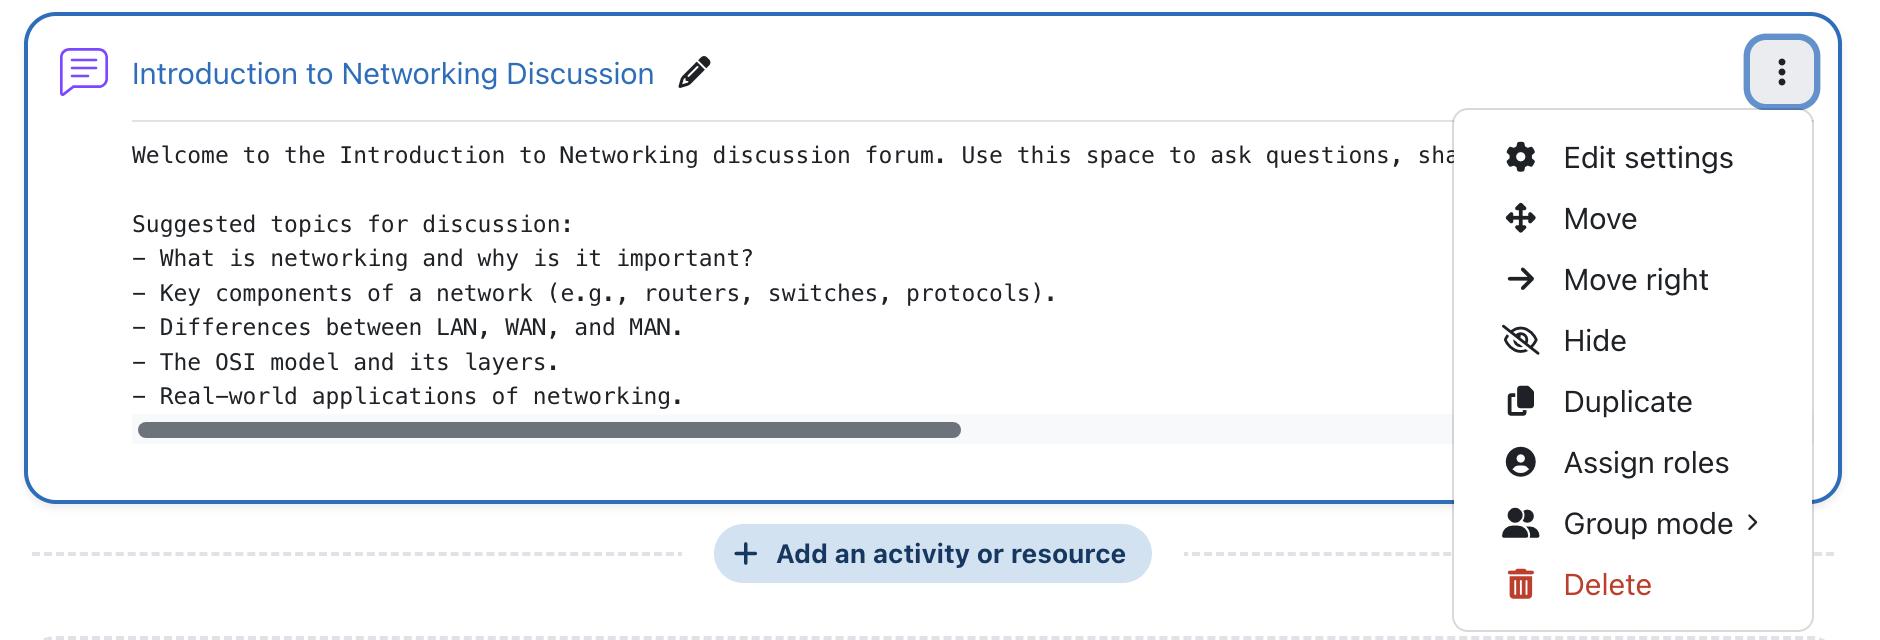 Introduction to Networking Discussion
Welcome to the Introduction to Networking discussion forum. Use this space to ask questions,
Suggested topics for discussion:
- What is networking and why is it important?
- Key components of a network (e.g., routers, switches, protocols).
- Differences between LAN, WAN, and MAN.
- The OSI model and its layers.
- Real-world applications of networking.
Edit settings
Move
Move right
Hide
Duplicate
Assign roles
Group mode
Delete
+ Add an activity or resource